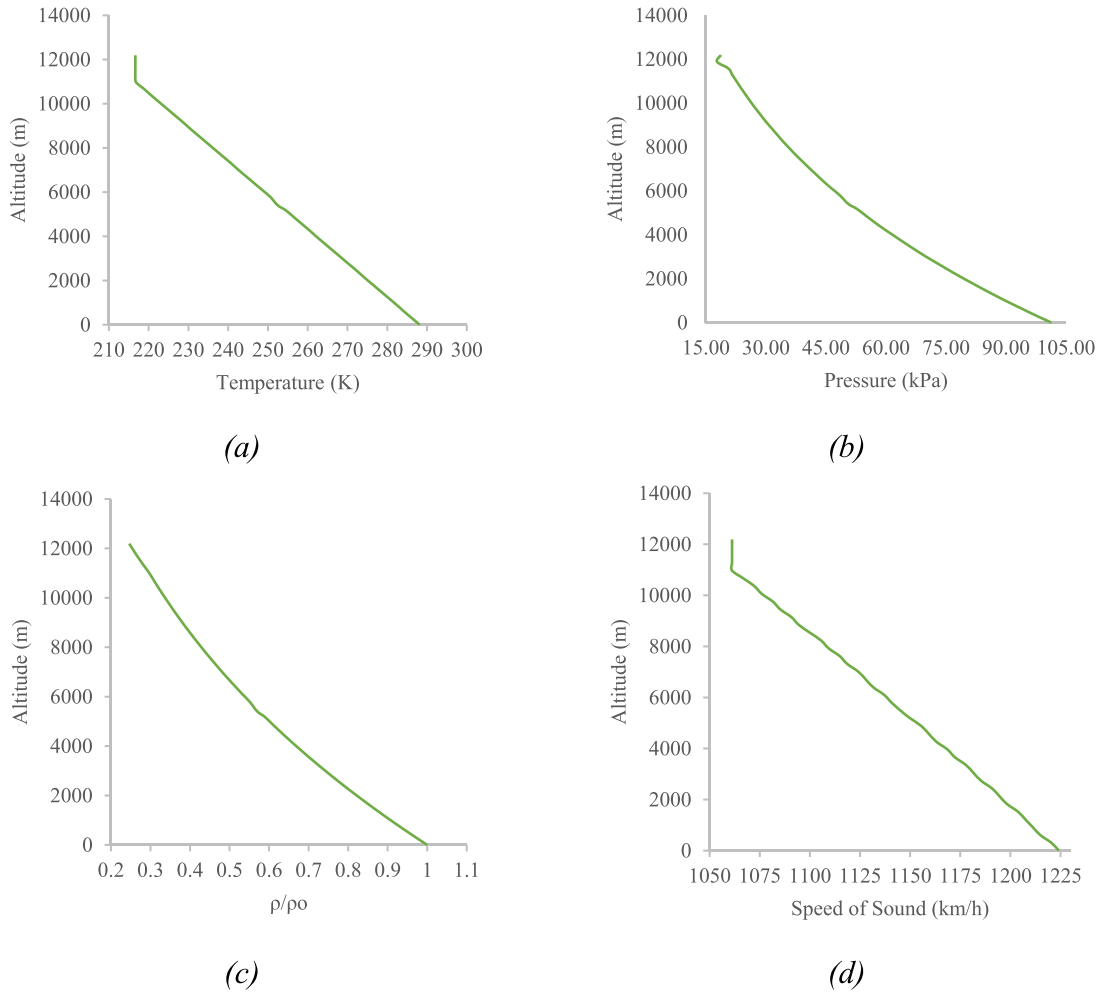 14000
12000
10000
8000
6000
4000
2000
0
Altitude (m)
210 220 230 240 250 260 270 280 290 300
Temperature (K)
(a)
14000
12000
10000
8000
6000
4000
2000
0
Altitude (m)
15.00 30.00 45.00 60.00 75.00 90.00 105.00
Pressure (kPa)
(b)
14000
12000
10000
8000
6000
4000
2000
0
Altitude (m)
0.2 0.3 0.4 0.5 0.6 0.7 0.8 0.9 1 1.1
ρ/ρo
(c)
14000
12000
10000
8000
6000
4000
2000
0
Altitude (m)
1050 1075 1100 1125 1150 1175 1200 1225
Speed of Sound (km/h)
(d)